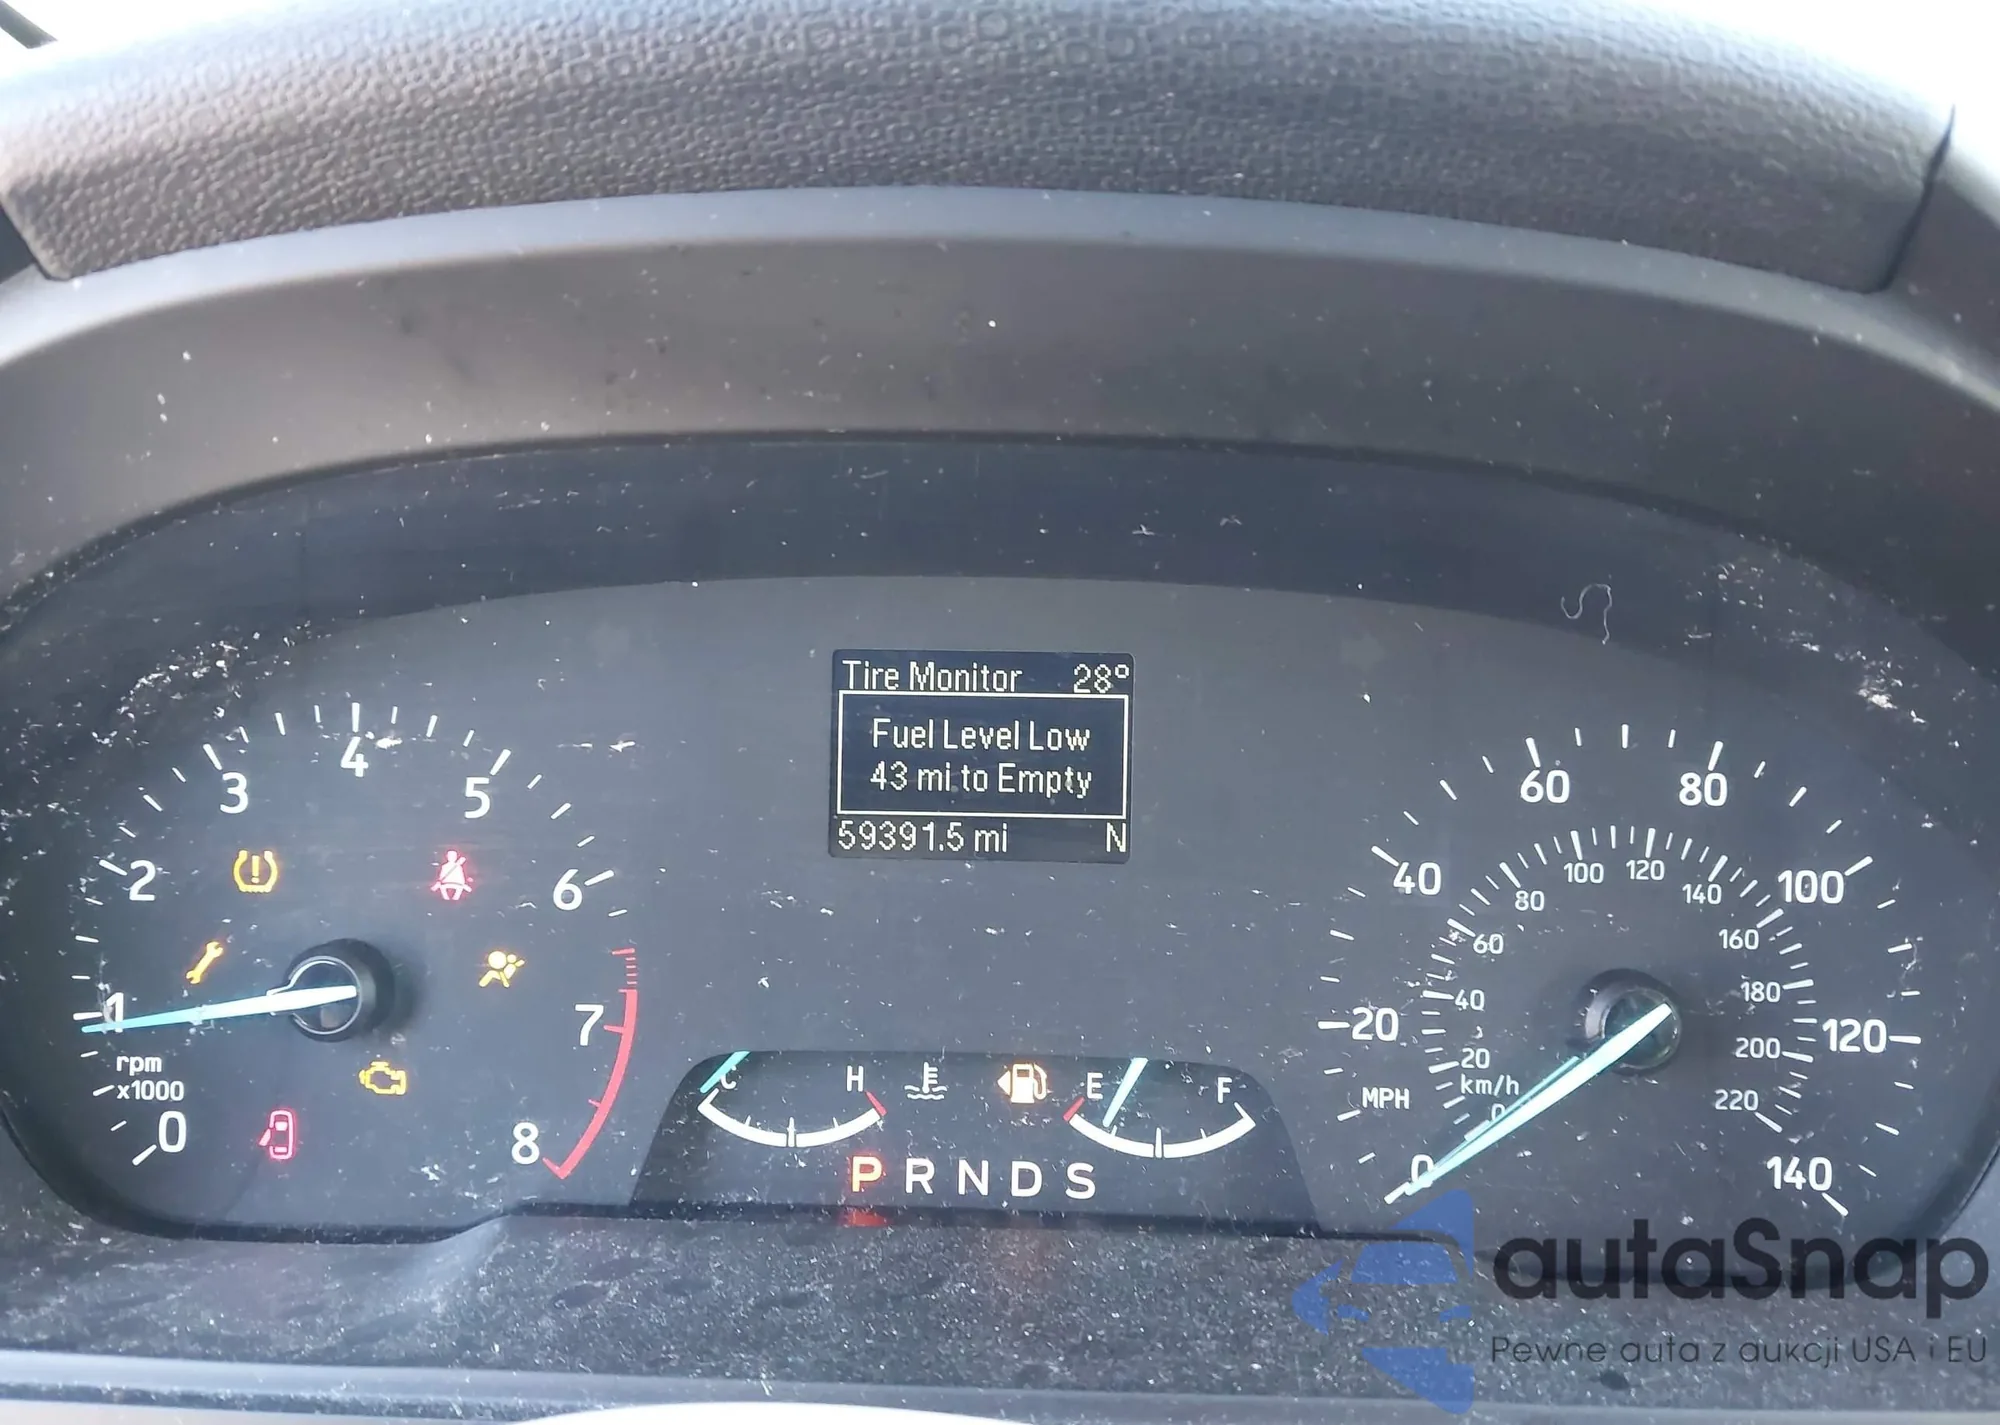 Tire Monitor 28°
Fuel Level Low
43 mi to Empty
59391.5 mi N
0 1 2 3 4 5 6 7 8
rpm
x1000
C H
E F
P R N D S
0 20 40 60 80 100 120 140
MPH
0 20 40 60 80 100 120 140 160 180 200 220
km/h
autaSnap
Pewne auta z aukcji USA i EU